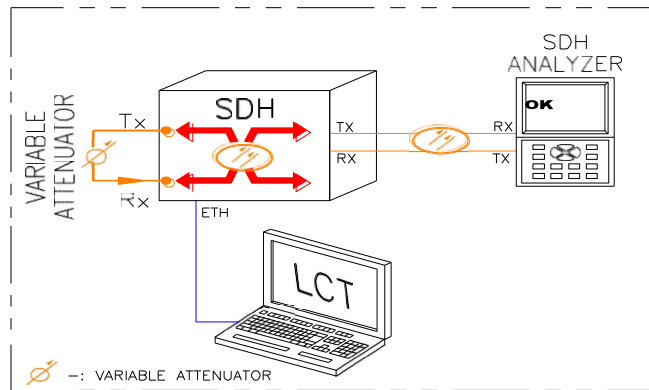 SDH
ANALYZER
VARIABLE
ATTENUATOR
Tx
SDH
TX
RX
OK
RX
TX
Rx
ETH
LCT
-: VARIABLE ATTENUATOR